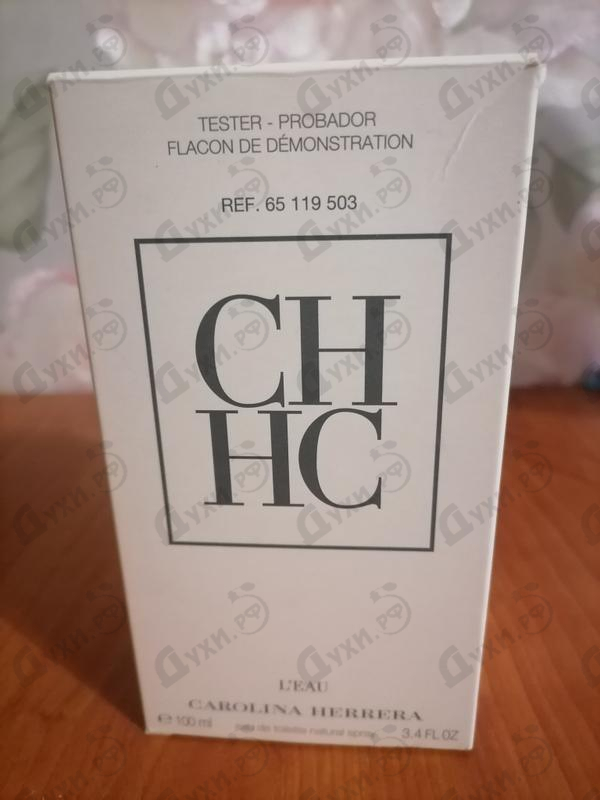 TESTER - PROBADOR
FLACON DE DÉMONSTRATION
REF. 65 119 503
CH
HC
L'EAU
CAROLINA HERRERA
℮ 100 ml eau de toilette natural spray 3.4 FL OZ
Духи.рф